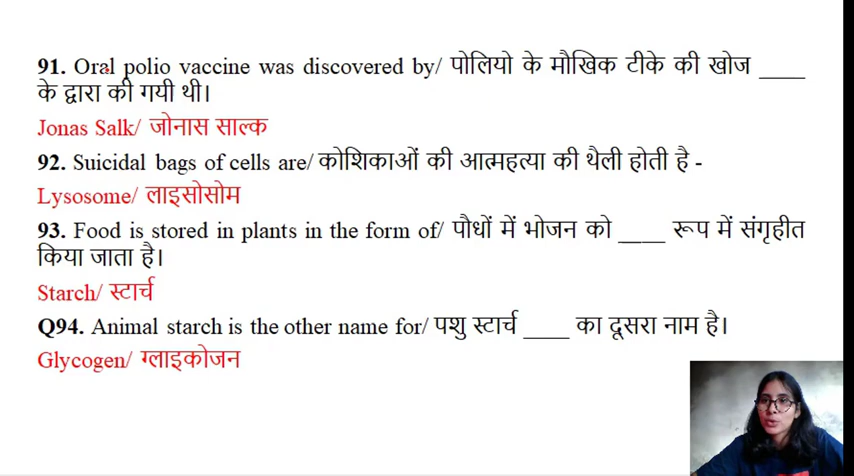 91. Oral polio vaccine was discovered by/ पोलियो के मौखिक टीके की खोज ____
के द्वारा की गयी थी।
Jonas Salk/ जोनास साल्क
92. Suicidal bags of cells are/ कोशिकाओं की आत्महत्या की थैली होती है -
Lysosome/ लाइसोसोम
93. Food is stored in plants in the form of/ पौधों में भोजन को ____ रूप में संगृहीत
किया जाता है।
Starch/ स्टार्च
Q94. Animal starch is the other name for/ पशु स्टार्च ____ का दूसरा नाम है।
Glycogen/ ग्लाइकोजन